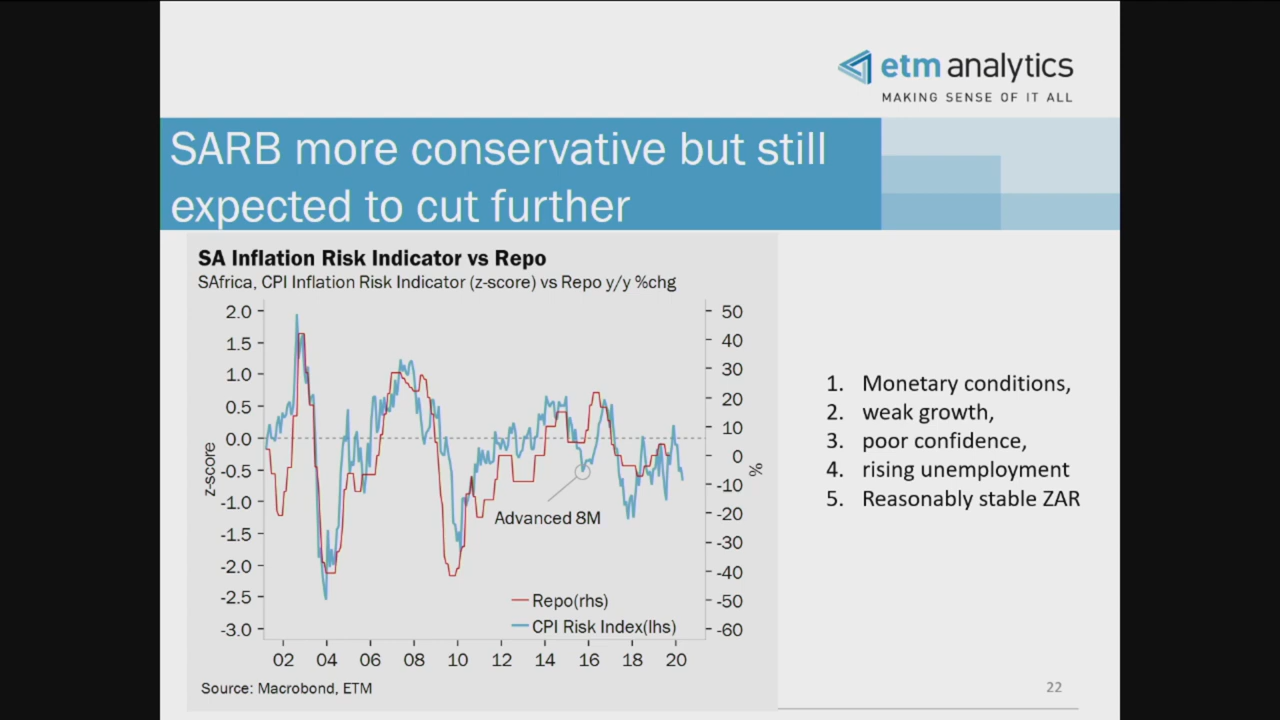 etm analytics
MAKING SENSE OF IT ALL
SARB more conservative but still
expected to cut further
SA Inflation Risk Indicator vs Repo
SAfrica, CPI Inflation Risk Indicator (z-score) vs Repo y/y %chg
2.0
1.5
1.0
0.5
0.0
-0.5
-1.0
-1.5
-2.0
-2.5
-3.0
z-score
50
40
30
20
10
0
-10
-20
-30
-40
-50
-60
%
Advanced 8M
Repo(rhs)
CPI Risk Index(lhs)
02 04 06 08 10 12 14 16 18 20
Source: Macrobond, ETM
1. Monetary conditions,
2. weak growth,
3. poor confidence,
4. rising unemployment
5. Reasonably stable ZAR
22